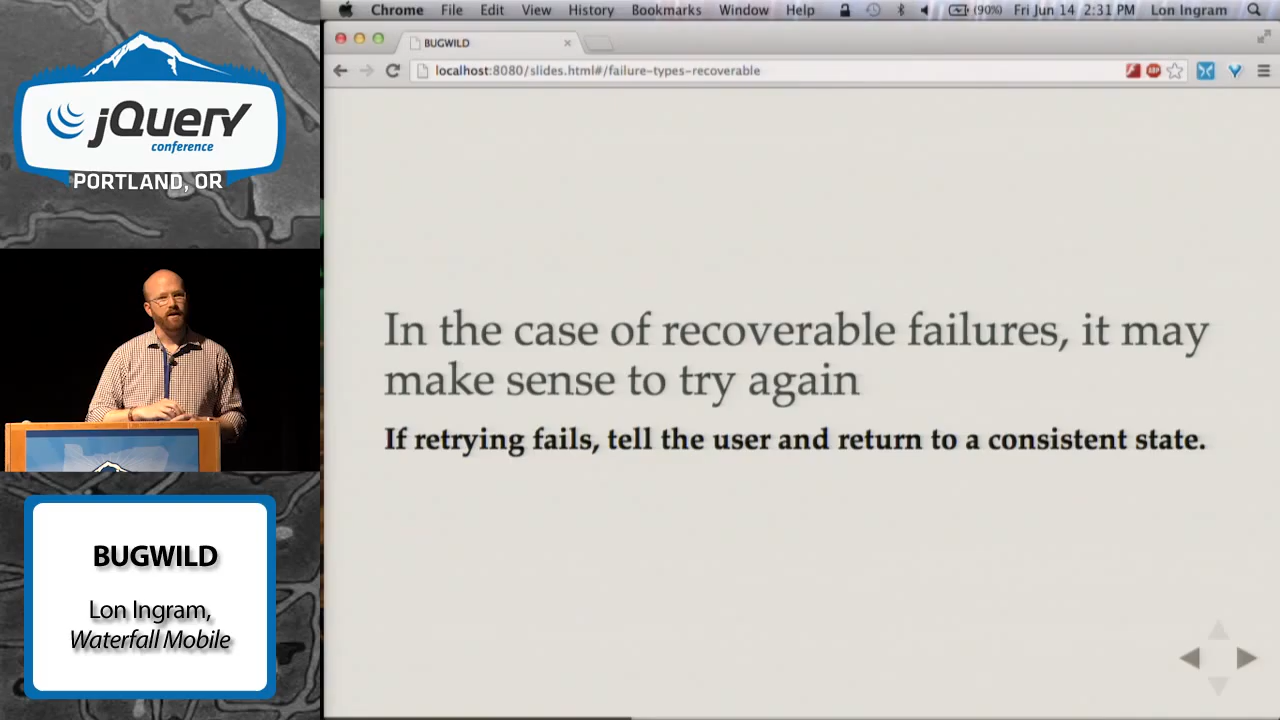 jQuery
conference
PORTLAND, OR
BUGWILD
Lon Ingram,
Waterfall Mobile
Chrome File Edit View History Bookmarks Window Help (90%) Fri Jun 14 2:31 PM Lon Ingram
BUGWILD
localhost:8080/slides.html#/failure-types-recoverable
ABP
In the case of recoverable failures, it may
make sense to try again
If retrying fails, tell the user and return to a consistent state.